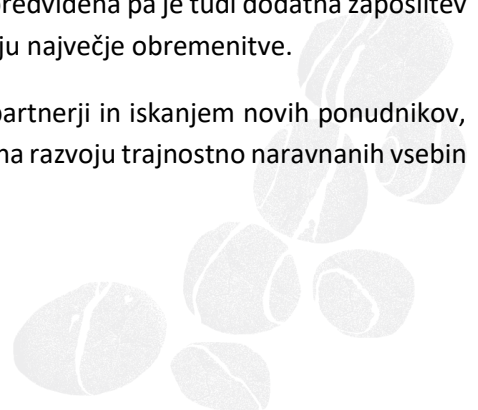 predvidena pa je tudi dodatna zaposlitev
ju največje obremenitve.
partnerji in iskanjem novih ponudnikov,
na razvoju trajnostno naravnanih vsebin